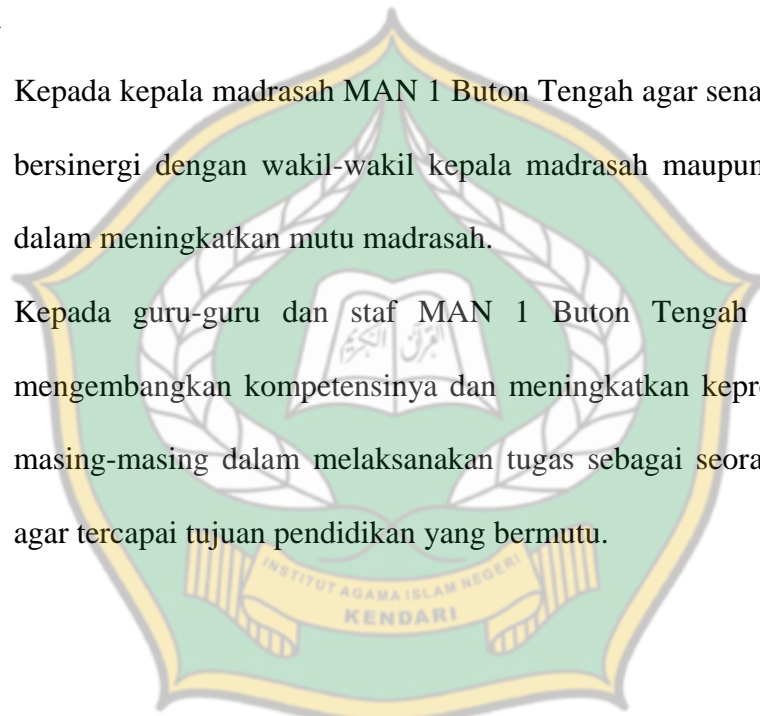 Kepada kepala madrasah MAN 1 Buton Tengah agar sena
bersinergi dengan wakil-wakil kepala madrasah maupun
dalam meningkatkan mutu madrasah.
Kepada guru-guru dan staf MAN 1 Buton Tengah
mengembangkan kompetensinya dan meningkatkan kepr
masing-masing dalam melaksanakan tugas sebagai seora
agar tercapai tujuan pendidikan yang bermutu.
القرآن الكريم
INSTITUT AGAMA ISLAM NEGERI
KENDARI